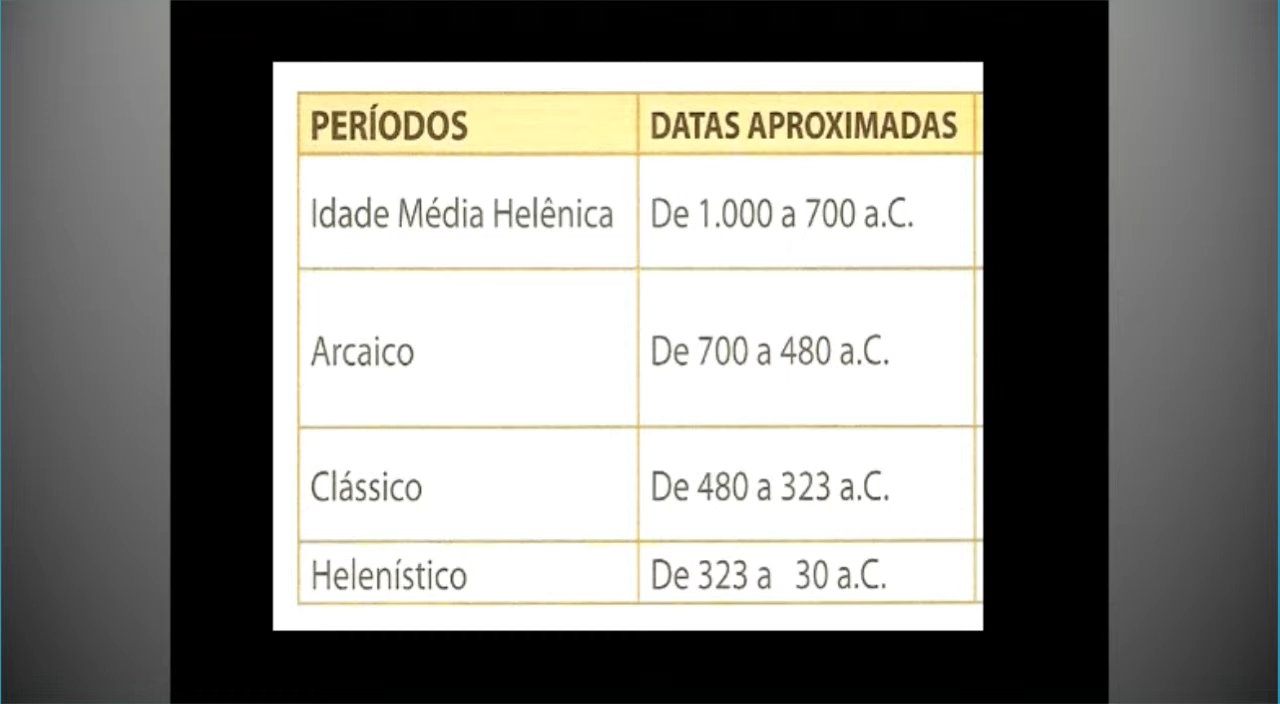 PERÍODOS DATAS APROXIMADAS
Idade Média Helênica De 1.000 a 700 a.C.
Arcaico De 700 a 480 a.C.
Clássico De 480 a 323 a.C.
Helenístico De 323 a 30 a.C.